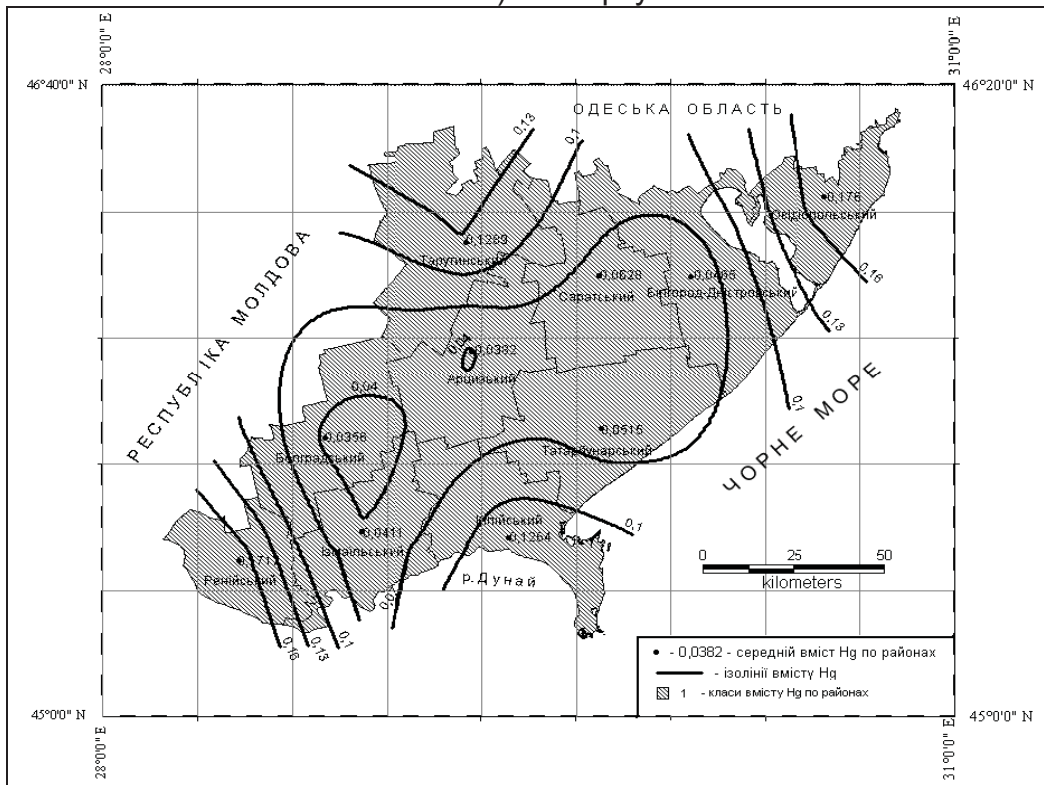 28°0'0" E
31°0'0" E
46°40'0" N
46°20'0" N
ОДЕСЬКА ОБЛАСТЬ
0,13
0,1
0,176
Овідіопольський
0,16
0,13
0,1
0,1263
Тарутинський
0,0628
Саратський
0,0465
Білгород-Дністровський
РЕСПУБЛІКА МОЛДОВА
0,04
0,0382
Арцизький
0,04
0,0356
Болградський
0,0515
Татарбунарський
ЧОРНЕ МОРЕ
0,0411
Ізмаїльський
Кілійський
0,1264
0,1
р.Дунай
Ренійський
0,16
0,13
0,1
0 25 50
kilometers
- 0,0382 - середній вміст Hg по районах
- ізолінії вмісту Hg
1 - класи вмісту Hg по районах
45°0'0" N
45°0'0" N
28°0'0" E
31°0'0" E